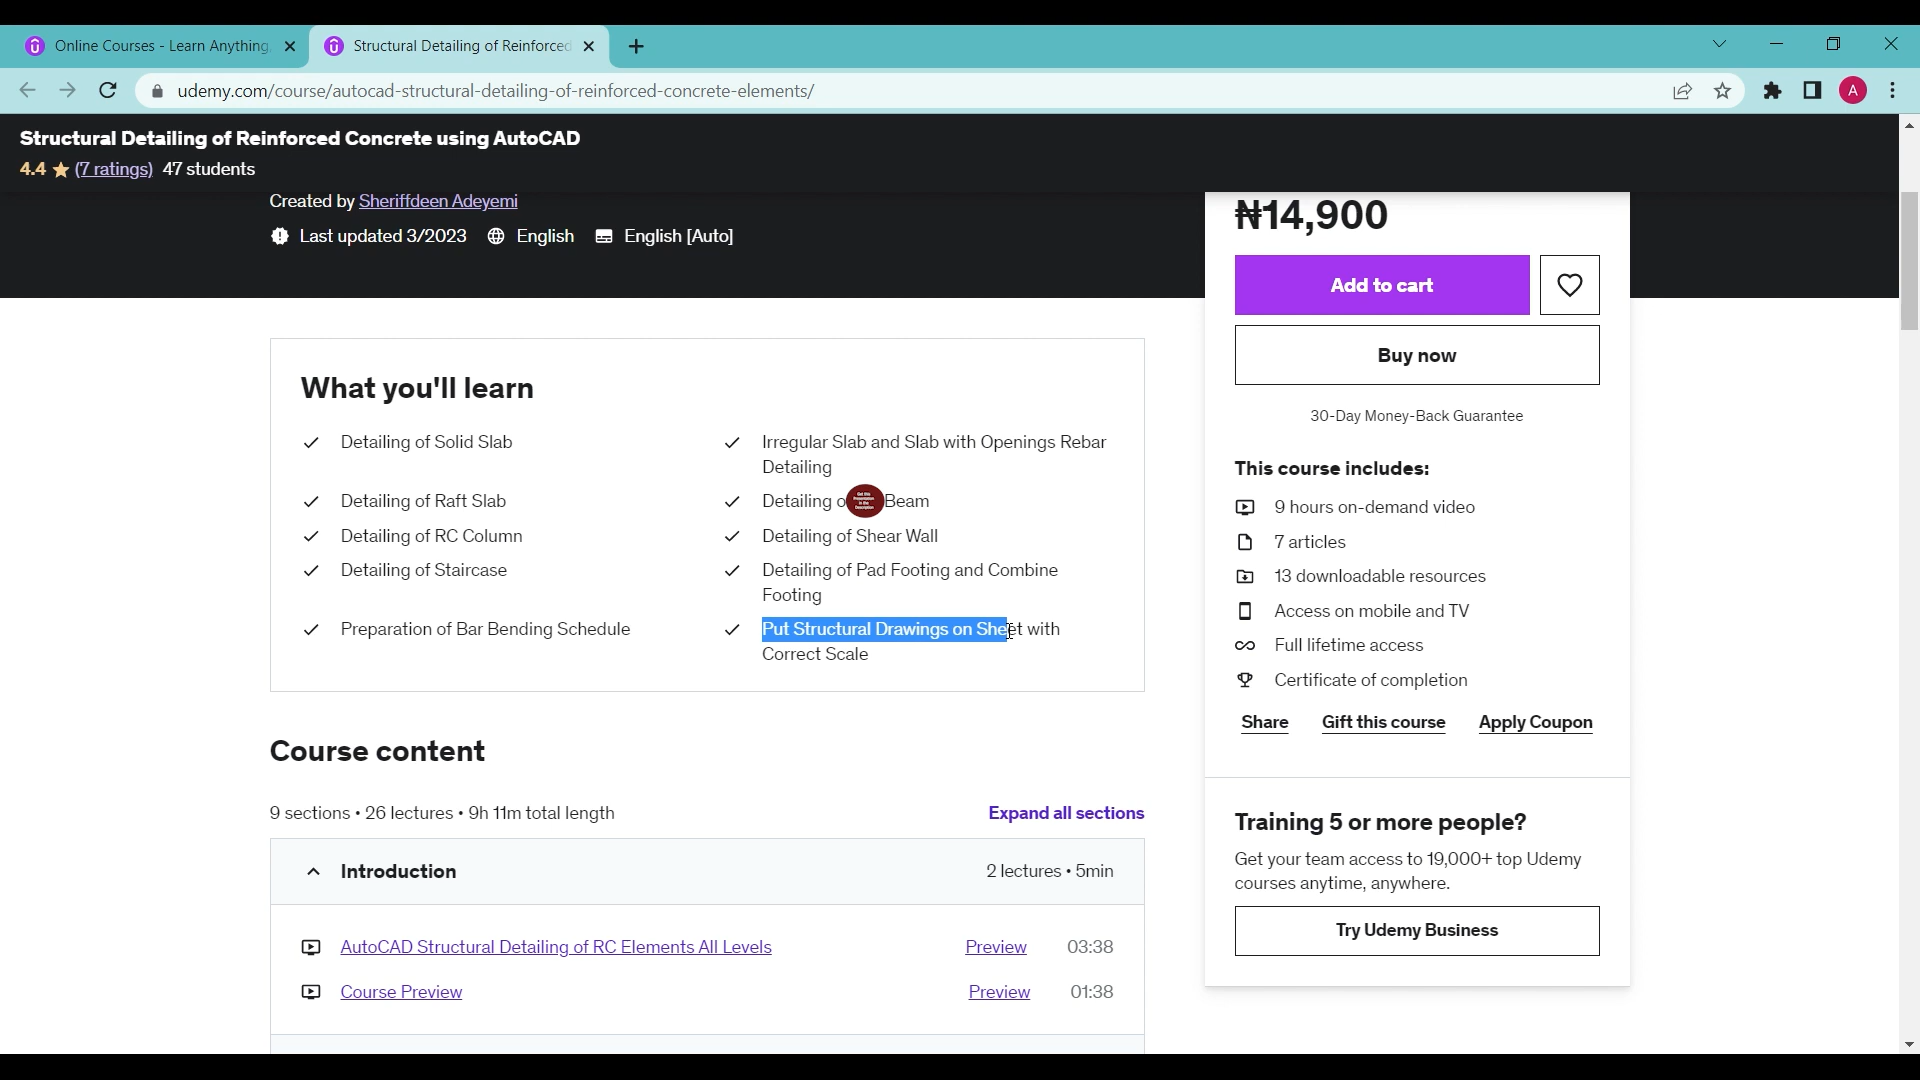 Online Courses - Learn Anything,
Structural Detailing of Reinforced
udemy.com/course/autocad-structural-detailing-of-reinforced-concrete-elements/
A
Structural Detailing of Reinforced Concrete using AutoCAD
4.4 ★ (7 ratings) 47 students
Created by Sheriffdeen Adeyemi
Last updated 3/2023 English English [Auto]
₦14,900
Add to cart
Buy now
30-Day Money-Back Guarantee
This course includes:
9 hours on-demand video
7 articles
13 downloadable resources
Access on mobile and TV
Full lifetime access
Certificate of completion
Share Gift this course Apply Coupon
Training 5 or more people?
Get your team access to 19,000+ top Udemy
courses anytime, anywhere.
Try Udemy Business
What you'll learn
Detailing of Solid Slab
Irregular Slab and Slab with Openings Rebar
Detailing
Detailing of Raft Slab
Detailing o Beam
Get this
Presentation
in the
Description
Detailing of RC Column
Detailing of Shear Wall
Detailing of Staircase
Detailing of Pad Footing and Combine
Footing
Preparation of Bar Bending Schedule
Put Structural Drawings on Sheet with
Correct Scale
Course content
9 sections • 26 lectures • 9h 11m total length
Expand all sections
Introduction
2 lectures • 5min
AutoCAD Structural Detailing of RC Elements All Levels
Preview 03:38
Course Preview
Preview 01:38